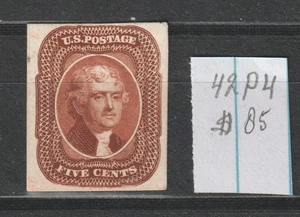 U.S. POSTAGE
FIVE CENTS
42P4
$85